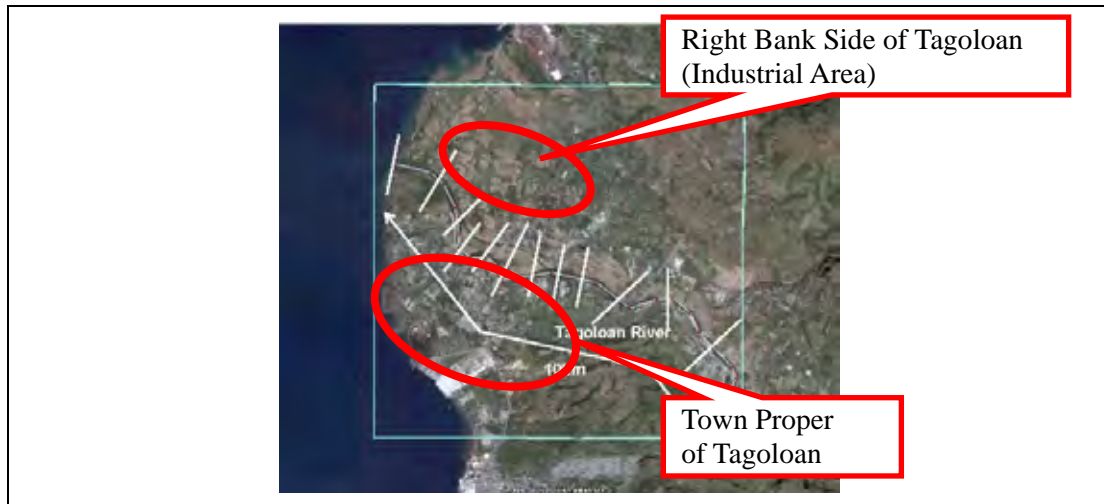 Right Bank Side of Tagoloan
(Industrial Area)
Tagoloan River
Town Proper
of Tagoloan